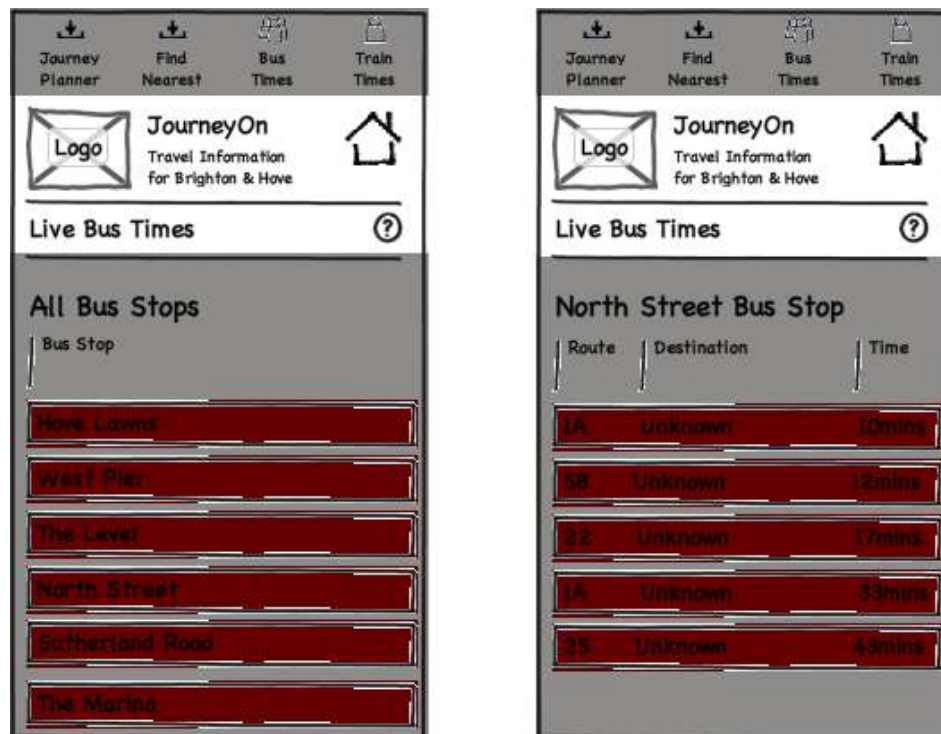 Journey Planner
Find Nearest
Bus Times
Train Times
Logo
JourneyOn
Travel Information
for Brighton & Hove
Live Bus Times ?
All Bus Stops
Bus Stop
Hove Lawns
West Pier
The Level
North Street
Sutherland Road
The Marina
Journey Planner
Find Nearest
Bus Times
Train Times
Logo
JourneyOn
Travel Information
for Brighton & Hove
Live Bus Times ?
North Street Bus Stop
Route Destination Time
1A Unknown 10mins
5B Unknown 12mins
22 Unknown 17mins
1A Unknown 33mins
25 Unknown 43mins